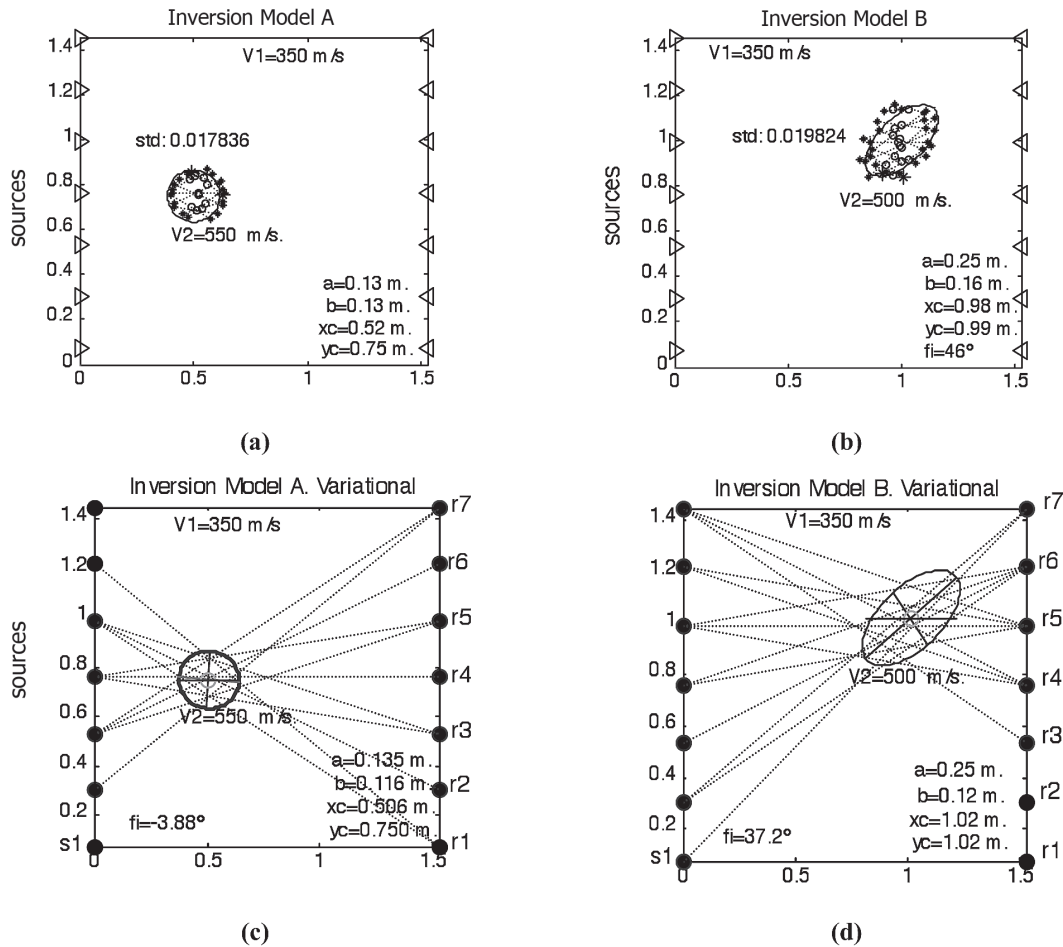 Inversion Model A
1.4
V1=350 m/s
1.2
1
std: 0.017836
0.8
0.6
V2=550 m/s.
0.4
0.2
0
a=0.13 m.
b=0.13 m.
xc=0.52 m.
yc=0.75 m.
0
0.5
1
1.5
sources
(a)
Inversion Model B
1.4
V1=350 m/s
1.2
1
std: 0.019824
0.8
V2=500 m/s.
0.6
0.4
0.2
0
a=0.25 m.
b=0.16 m.
xc=0.98 m.
yc=0.99 m.
fi=46°
0
0.5
1
1.5
sources
(b)
Inversion Model A. Variational
1.4
V1=350 m/s
1.2
1
0.8
0.6
V2=550 m/s
0.4
0.2
a=0.135 m.
b=0.116 m.
xc=0.506 m.
yc=0.750 m.
fi=-3.88°
s1
0
0.5
1
1.5
r7
r6
r5
r4
r3
r2
r1
sources
(c)
Inversion Model B. Variational
1.4
V1=350 m/s
1.2
1
0.8
V2=500 m/s
0.6
0.4
0.2
a=0.25 m.
b=0.12 m.
xc=1.02 m.
yc=1.02 m.
fi=37.2°
s1
0
0.5
1
1.5
r7
r6
r5
r4
r3
r2
r1
(d)